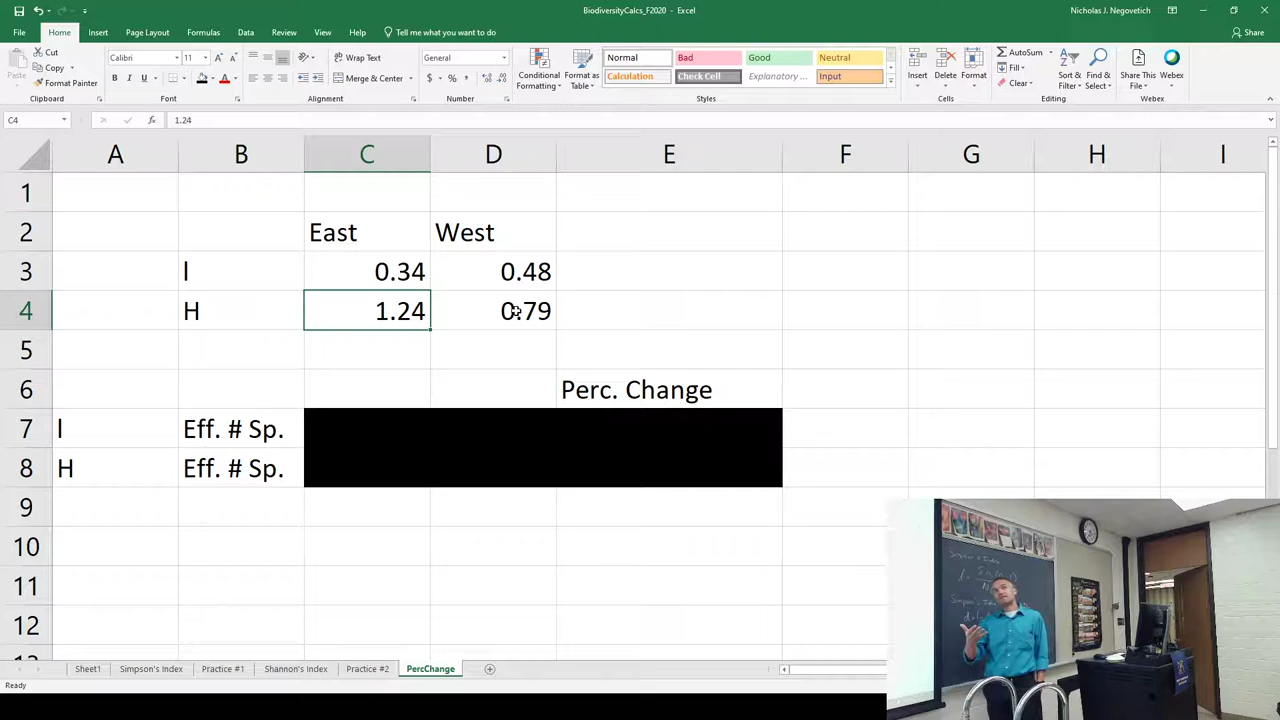 BiodiversityCalcs_F2020 - Excel
Nicholas J. Negovetich
File Home Insert Page Layout Formulas Data Review View Help Tell me what you want to do Share
Paste Cut Copy Format Painter Clipboard
Calibri 11 B I U A A Font
Wrap Text Merge & Center Alignment
General $ % , Number
Conditional Formatting Format as Table
Normal Bad Good Neutral
Calculation Check Cell Explanatory ... Input
Styles
Insert Delete Format Cells
AutoSum Fill Clear Sort & Filter Find & Select Editing
Share This File Webex Webex
C4 fx 1.24
A B C D E F G H I
1
2 East West
3 l 0.34 0.48
4 H 1.24 0.79
5
6 Perc. Change
7 l Eff. # Sp.
8 H Eff. # Sp.
9
10
11
12
Sheet1 Simpson's Index Practice #1 Shannon's Index Practice #2 PercChange
Ready